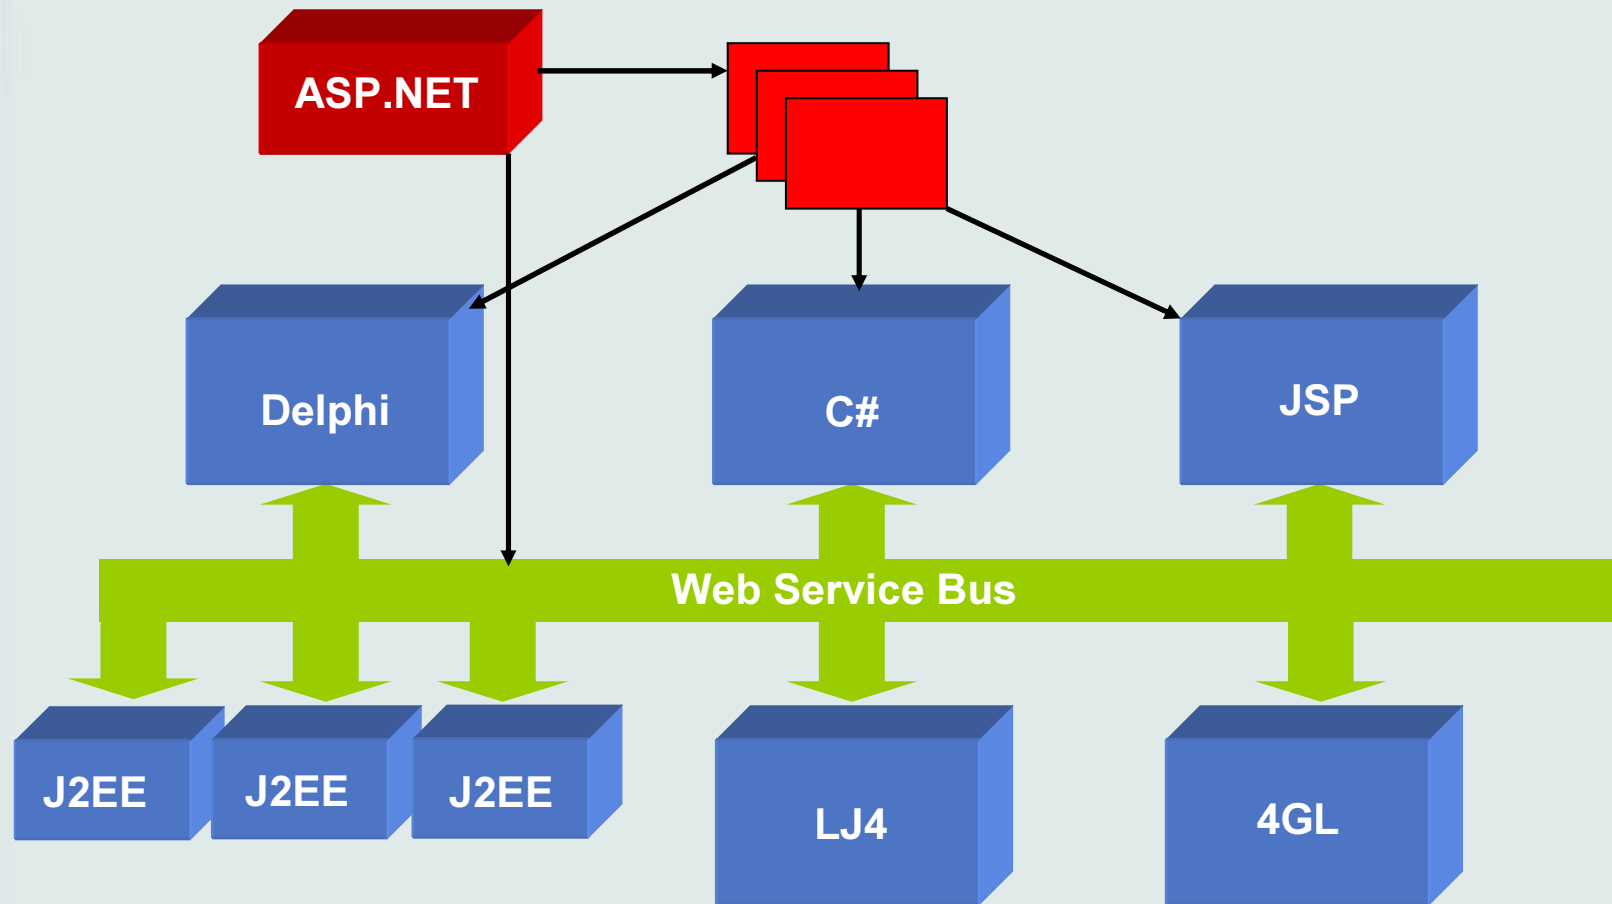 ASP.NET
Delphi
C#
JSP
Web Service Bus
J2EE
J2EE
J2EE
LJ4
4GL